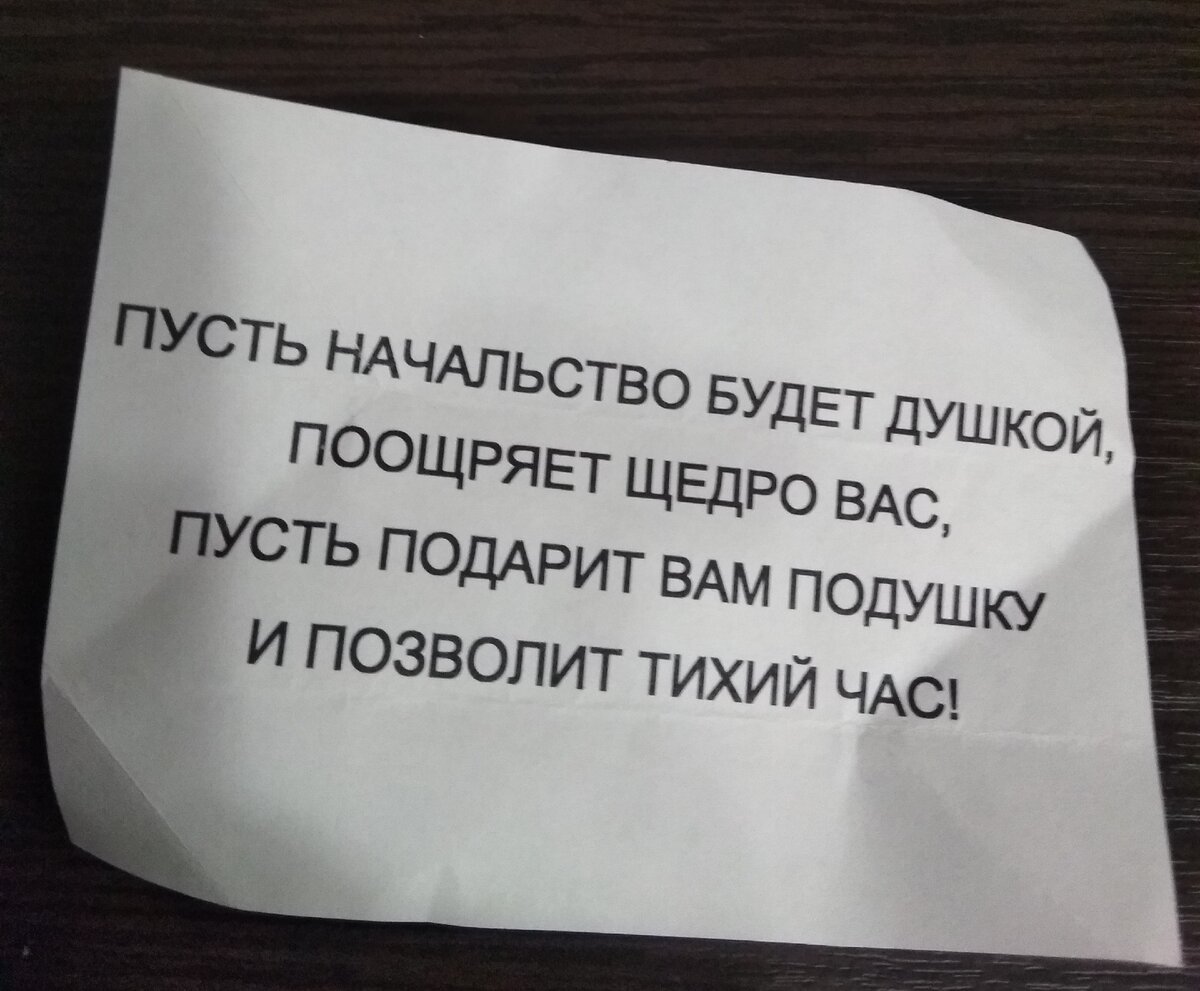 ПУСТЬ НАЧАЛЬСТВО БУДЕТ ДУШКОЙ,
ПООЩРЯЕТ ЩЕДРО ВАС,
ПУСТЬ ПОДАРИТ ВАМ ПОДУШКУ
И ПОЗВОЛИТ ТИХИЙ ЧАС!